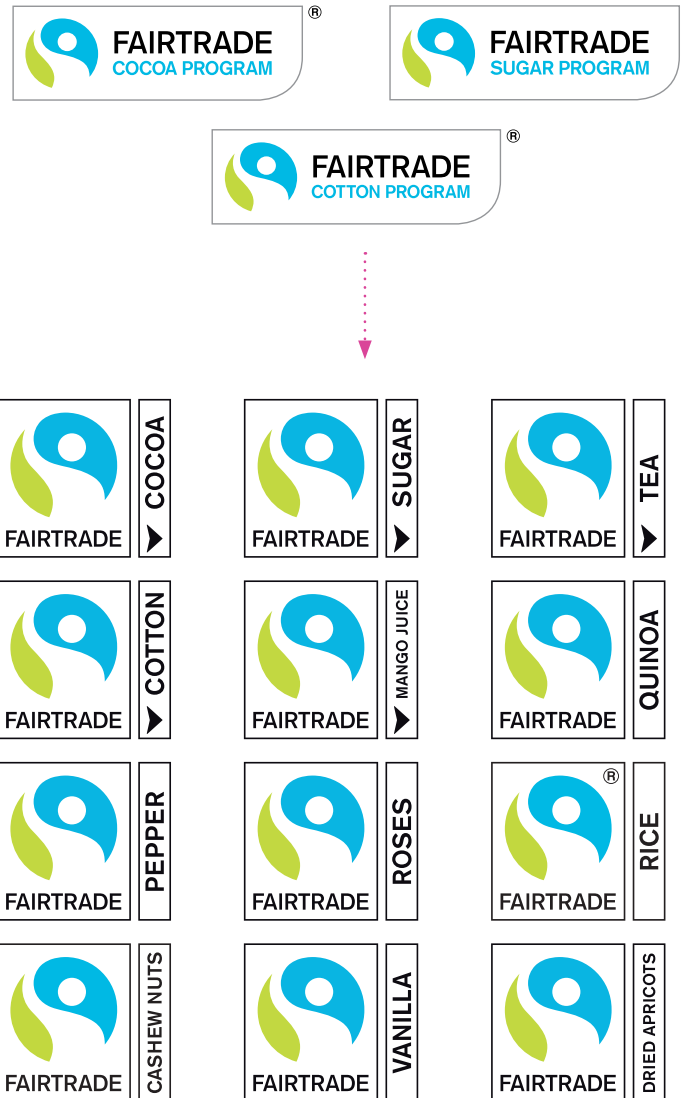 FAIRTRADE ®
COCOA PROGRAM
FAIRTRADE
SUGAR PROGRAM
FAIRTRADE ®
COTTON PROGRAM
FAIRTRADE
COCOA
FAIRTRADE
SUGAR
FAIRTRADE
TEA
FAIRTRADE
COTTON
FAIRTRADE
MANGO JUICE
FAIRTRADE
QUINOA
FAIRTRADE
PEPPER
FAIRTRADE
ROSES
®
FAIRTRADE
RICE
FAIRTRADE
CASHEW NUTS
FAIRTRADE
VANILLA
FAIRTRADE
DRIED APRICOTS